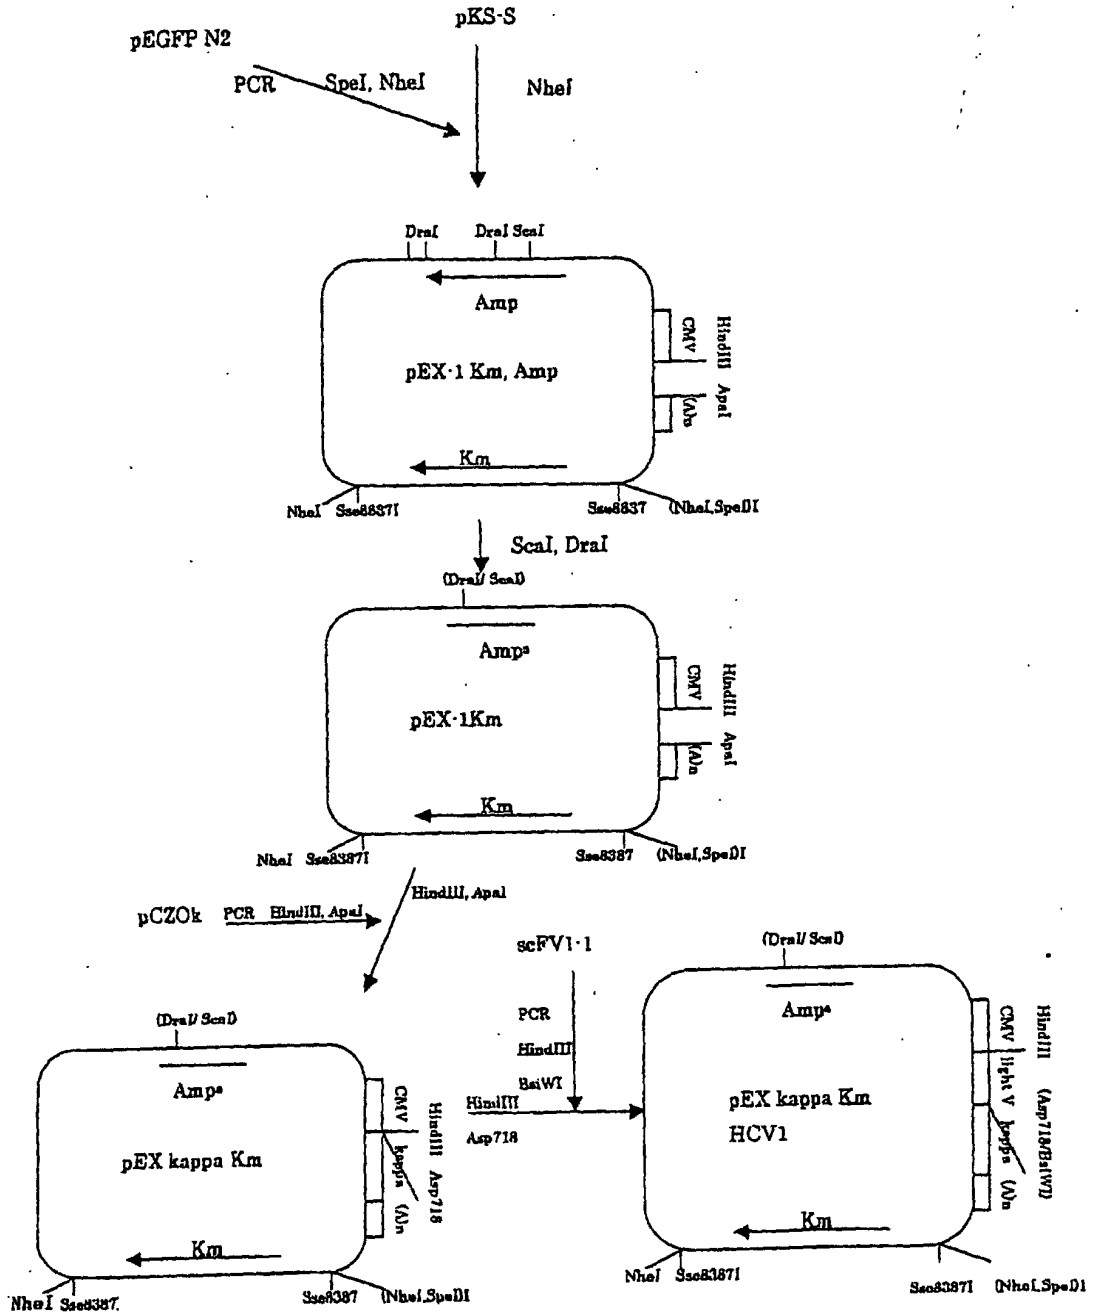 pKS-S
pEGFP N2
PCR SpeI, NheI
NheI
DraI DraI ScaI
Amp
CMV
HindIII
pEX-1 Km, Amp
(A)n
ApaI
Km
NheI Sse8837I Sse8837 (NheI,SpeI)I
ScaI, DraI
(DraI/ ScaI)
Ampˢ
CMV
HindIII
pEX-1Km
(A)n
ApaI
Km
NheI Sse8387I Sse8387 (NheI,SpeI)I
HindIII, ApaI
pCZOk PCR HindIII, ApaI
scFV1-1
PCR
HindIII
BsiWI
HindIII
Asp718
(DraI/ ScaI)
Ampˢ
CMV kappa (A)n
HindIII Asp718
pEX kappa Km
Km
NheI Sse8387. Sse8387 (NheI,SpeI)I
(DraI/ ScaI)
Ampˢ
CMV light V kappa (A)n
HindIII (Asp718/BsiWI)
pEX kappa Km
HCV1
Km
NheI Sse8387I Sse8387I (NheI,SpeI)I